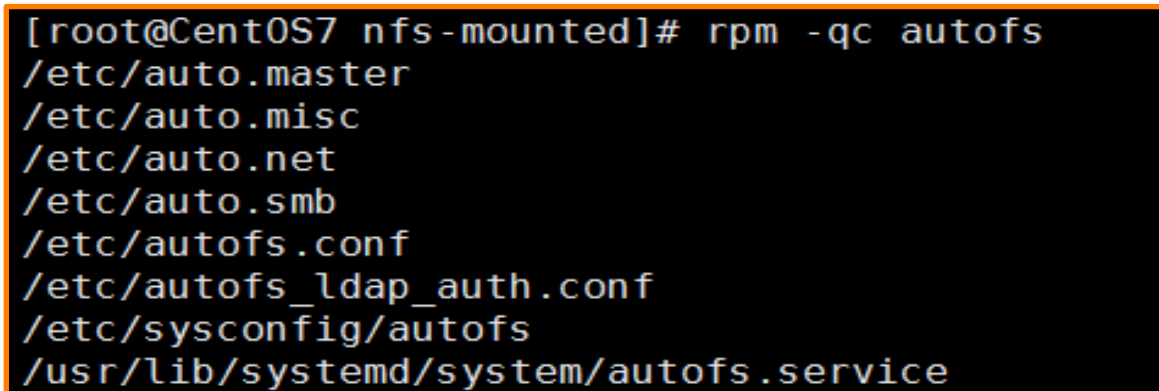 [root@CentOS7 nfs-mounted]# rpm -qc autofs
/etc/auto.master
/etc/auto.misc
/etc/auto.net
/etc/auto.smb
/etc/autofs.conf
/etc/autofs_ldap_auth.conf
/etc/sysconfig/autofs
/usr/lib/systemd/system/autofs.service